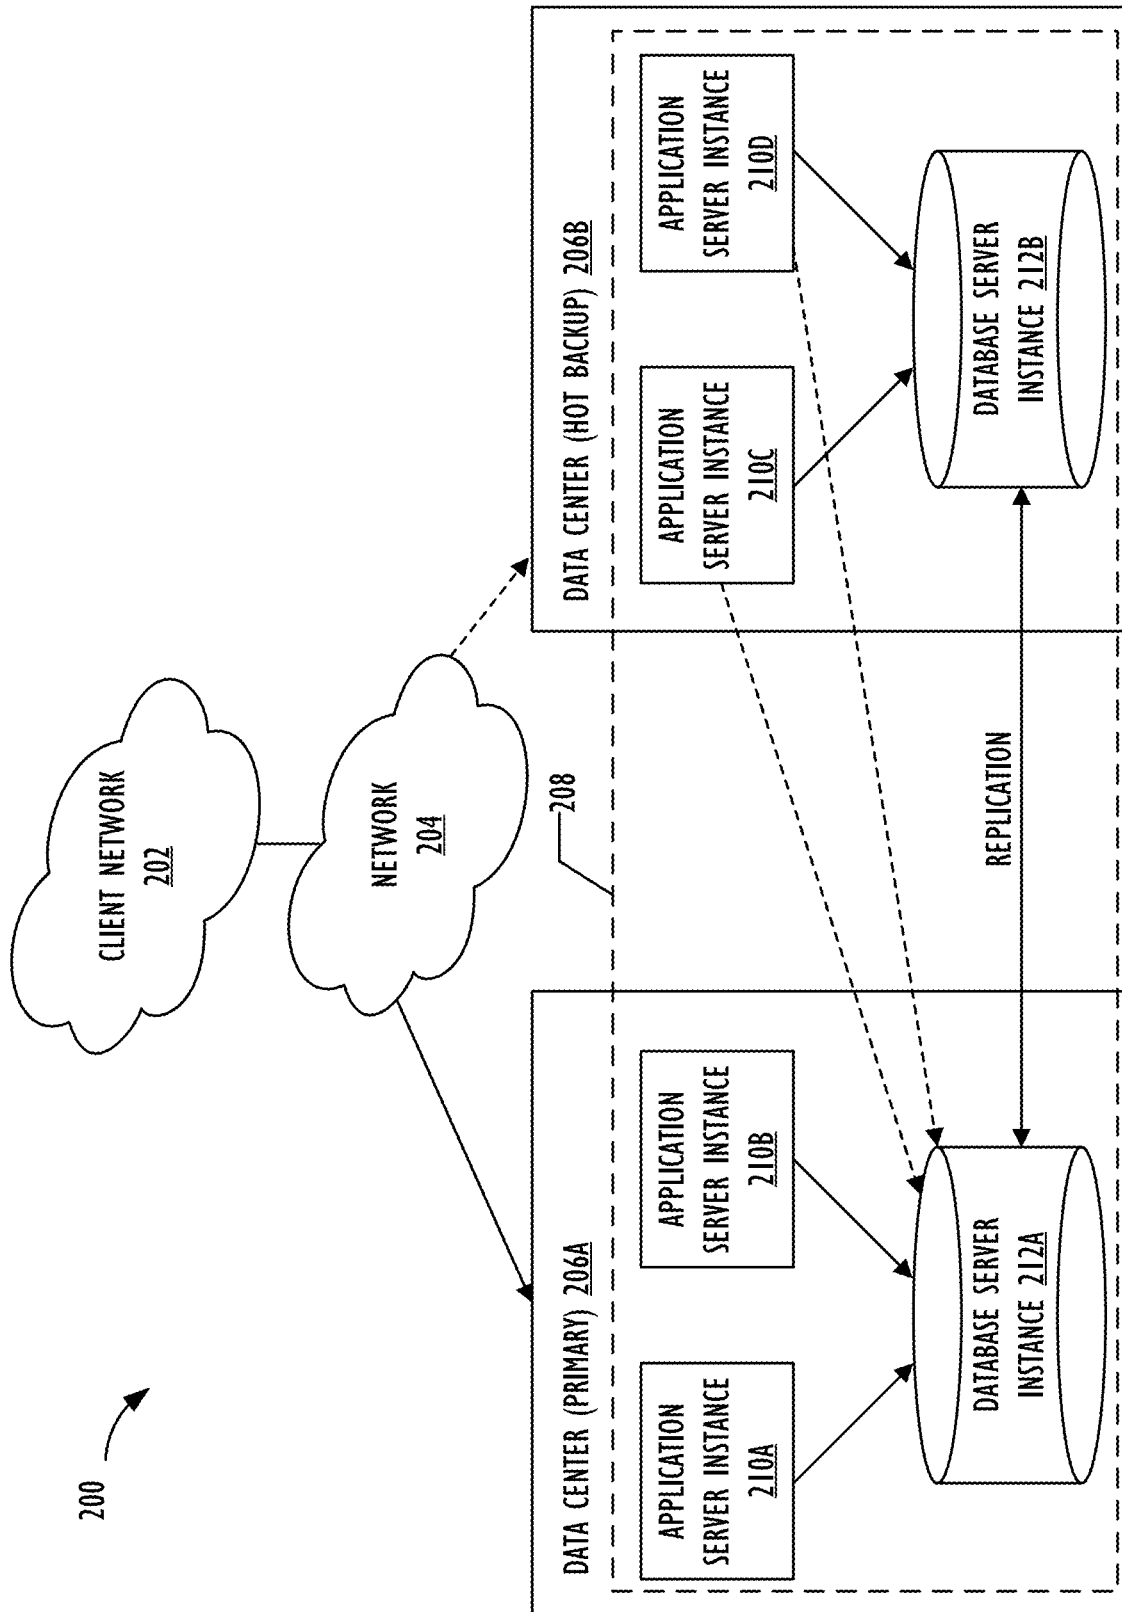 200
CLIENT NETWORK
202
NETWORK
204
208
DATA CENTER (PRIMARY) 206A
APPLICATION
SERVER INSTANCE
210A
APPLICATION
SERVER INSTANCE
210B
DATABASE SERVER
INSTANCE 212A
REPLICATION
DATA CENTER (HOT BACKUP) 206B
APPLICATION
SERVER INSTANCE
210C
APPLICATION
SERVER INSTANCE
210D
DATABASE SERVER
INSTANCE 212B